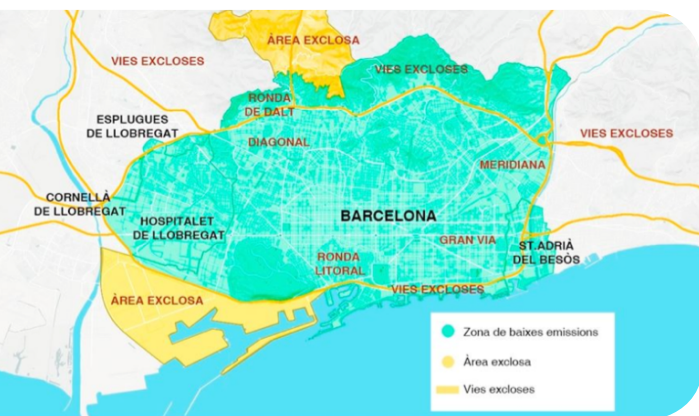 ÀREA EXCLOSA
VIES EXCLOSES
VIES EXCLOSES
RONDA
DE DALT
ESPLUGUES
DE LLOBREGAT
DIAGONAL
VIES EXCLOSES
MERIDIANA
CORNELLÀ
DE LLOBREGAT
HOSPITALET
DE LLOBREGAT
BARCELONA
GRAN VIA
ST.ADRIÀ
DEL BESÒS
RONDA
LITORAL
VIES EXCLOSES
ÀREA EXCLOSA
Zona de baixes emissions
Àrea exclosa
Vies excloses